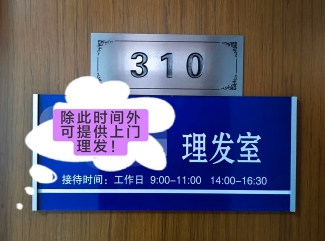 310
除此时间外
可提供上门
理发！
理发室
接待时间：工作日 9:00-11:00 14:00-16:30